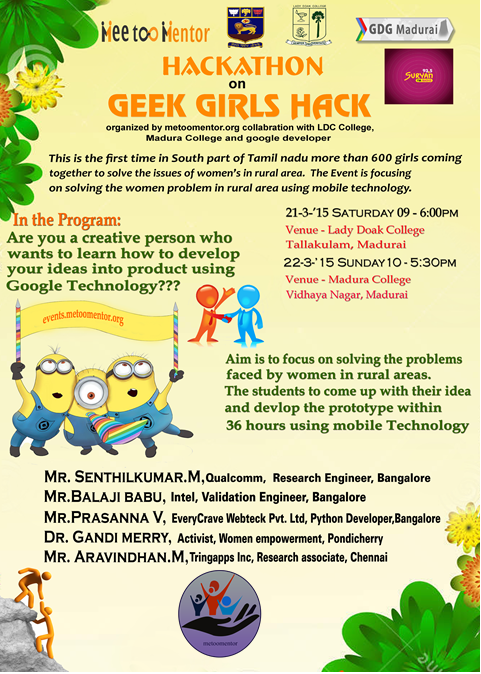 Mee too Mentor
GDG Madurai
HACKATHON
on
GEEK GIRLS HACK
SURYAN
organized by metoomentor.org collabration with LDC College,
Madura College and google developer
This is the first time in South part of Tamil nadu more than 600 girls coming
together to solve the issues of women's in rural area. The Event is focusing
on solving the women problem in rural area using mobile technology.
In the Program:
Are you a creative person who
wants to learn how to develop
your ideas into product using
Google Technology???
21-3-'15 SATURDAY 09 - 6:00PM
Venue - Lady Doak College
Tallakulam, Madurai
22-3-'15 SUNDAY 10 - 5:30PM
Venue - Madura College
Vidhaya Nagar, Madurai
events.metoomentor.org
Aim is to focus on solving the problems
faced by women in rural areas.
The students to come up with their idea
and devlop the prototype within
36 hours using mobile Technology
MR. SENTHILKUMAR.M, Qualcomm, Research Engineer, Bangalore
MR.BALAJI BABU, Intel, Validation Engineer, Bangalore
MR.PRASANNA V, EveryCrave Webteck Pvt. Ltd, Python Developer,Bangalore
DR. GANDI MERRY, Activist, Women empowerment, Pondicherry
MR. ARAVINDHAN.M, Tringapps Inc, Research associate, Chennai
metoomentor